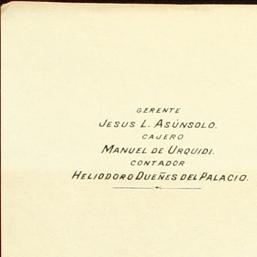 GERENTE
JESUS L. ASÚNSOLO.
CAJERO
MANUEL DE URQUIDI.
CONTADOR
HELIODORO DUEÑES DEL PALACIO.